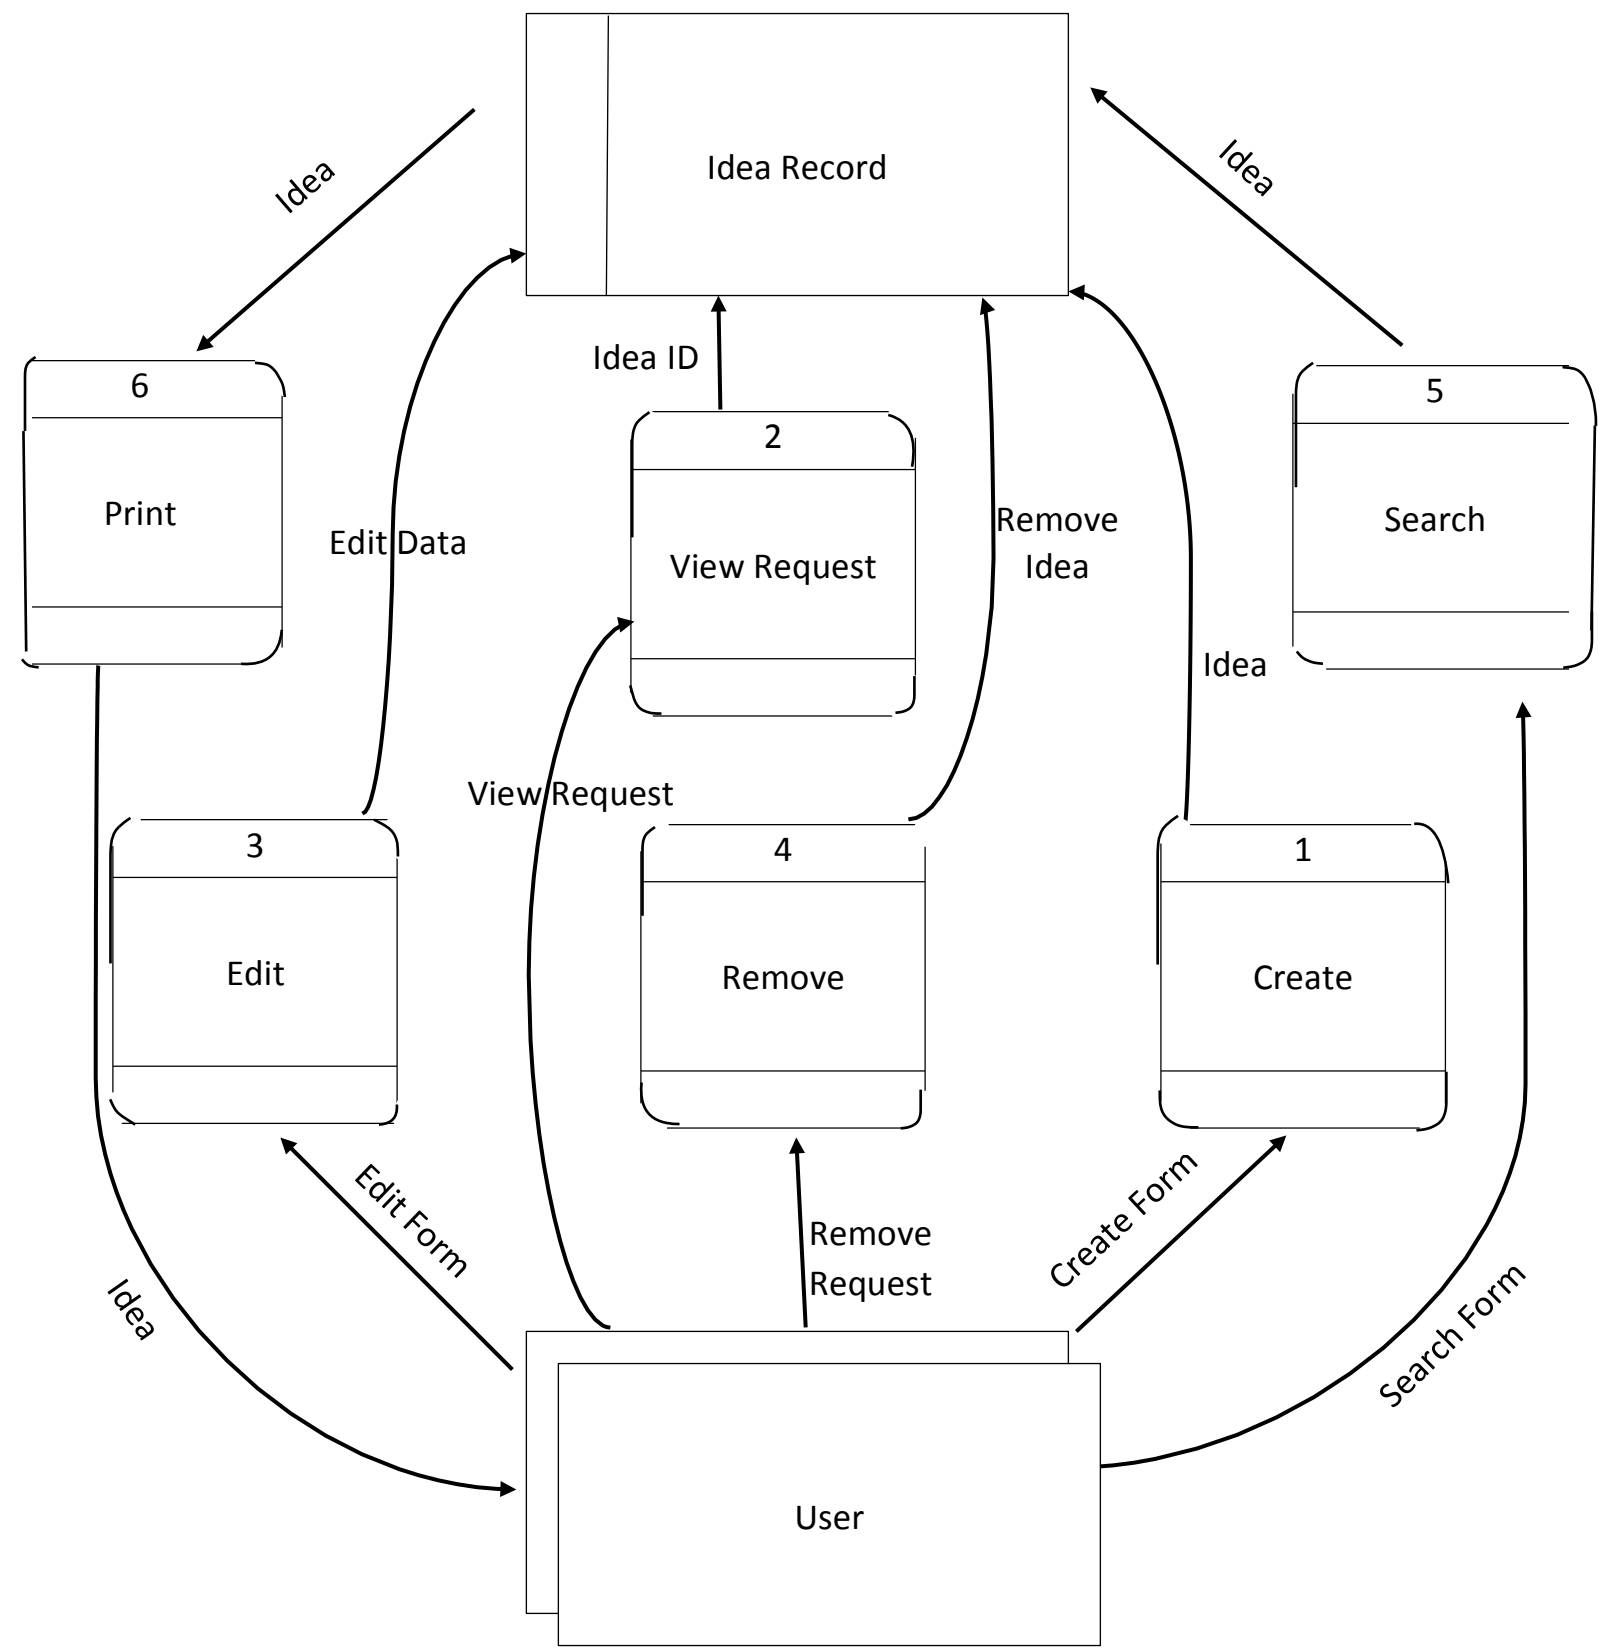 Idea Record
Idea
Idea
Idea ID
6
5
2
Print
Search
View Request
Edit Data
Remove
Idea
Idea
View Request
3
4
1
Edit
Remove
Create
Edit Form
Remove
Request
Create Form
Idea
Search Form
User